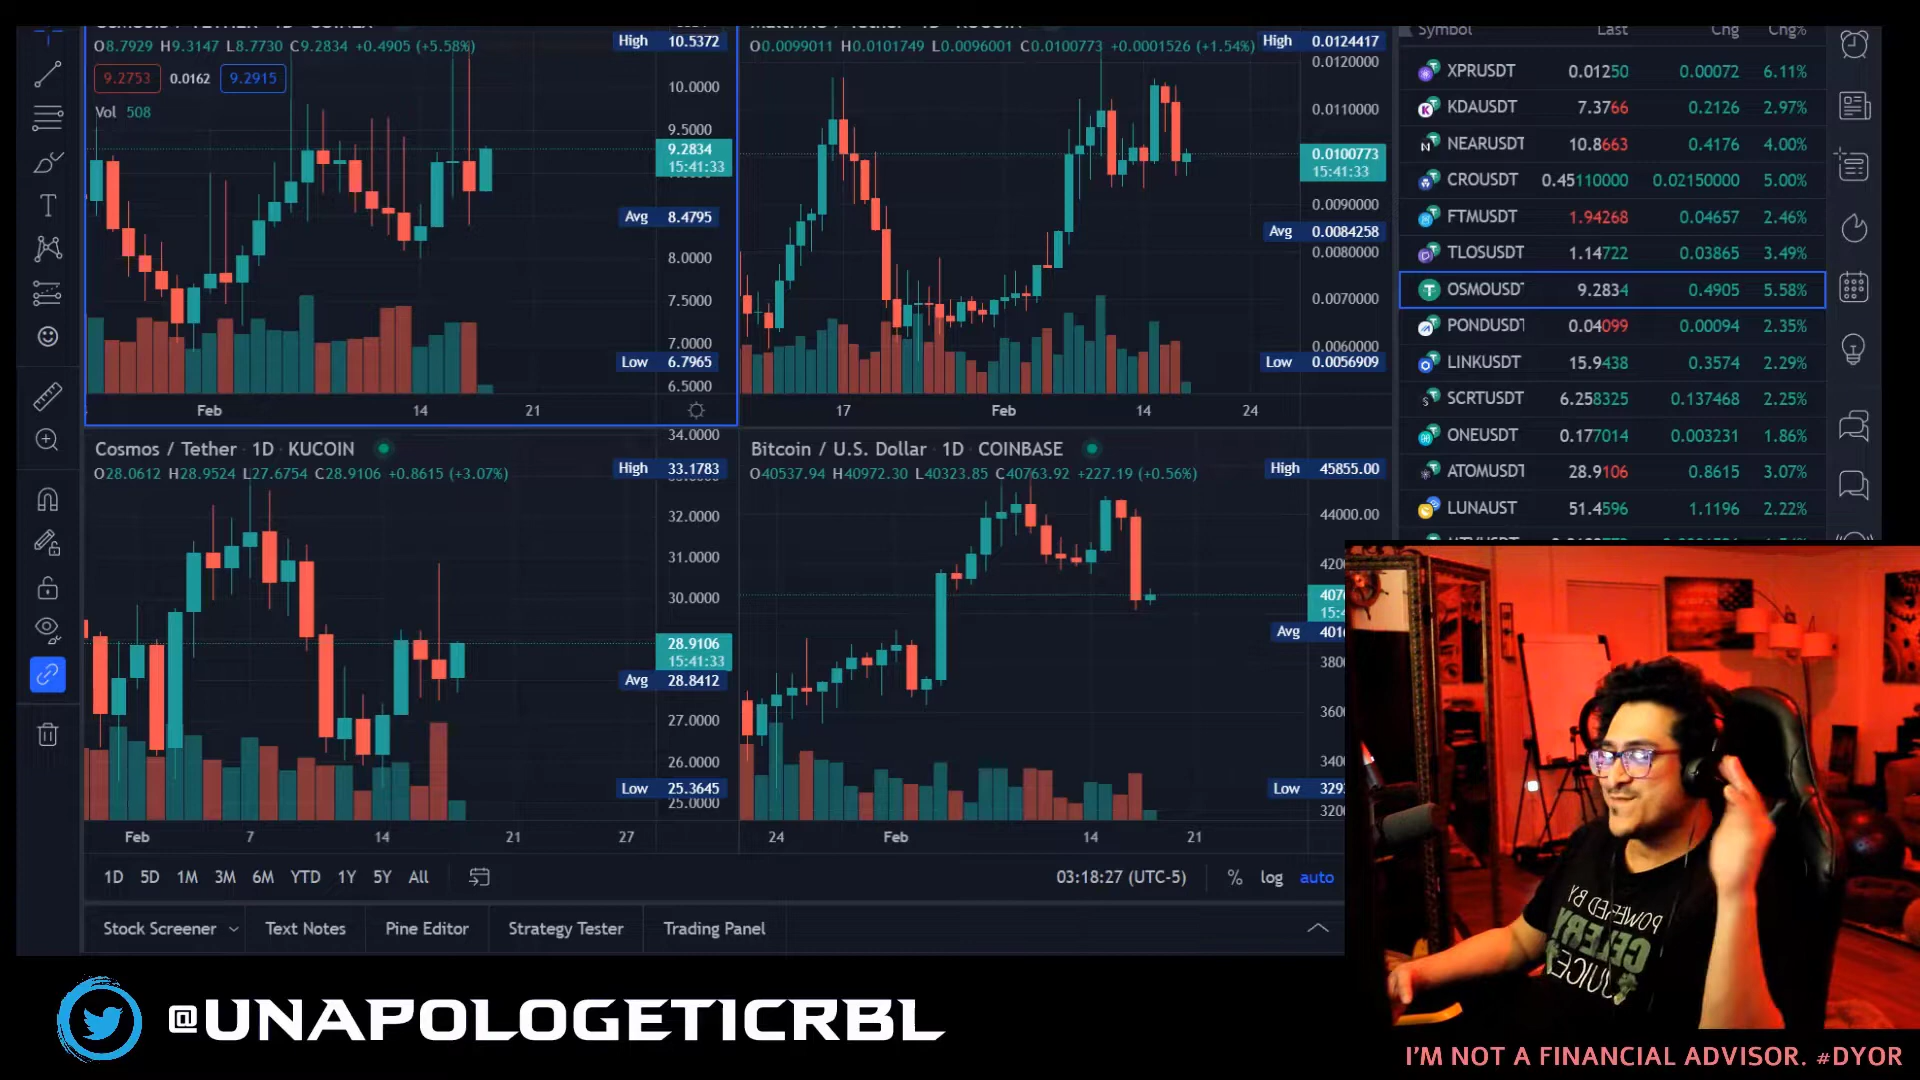 O8.7929 H9.3147 L8.7730 C9.2834 +0.4905 (+5.58%)
9.2753 0.0162 9.2915
Vol 508
High 10.5372
10.0000
9.5000
9.2834
15:41:33
Avg 8.4795
8.0000
7.5000
7.0000
Low 6.7965
6.5000
Feb 14 21
O0.0099011 H0.0101749 L0.0096001 C0.0100773 +0.0001526 (+1.54%)
High 0.0124417
0.0120000
0.0110000
0.0100773
15:41:33
0.0090000
Avg 0.0084258
0.0080000
0.0070000
0.0060000
Low 0.0056909
17 Feb 14 24
Cosmos / Tether · 1D · KUCOIN
O28.0612 H28.9524 L27.6754 C28.9106 +0.8615 (+3.07%)
34.0000
High 33.1783
32.0000
31.0000
30.0000
28.9106
15:41:33
Avg 28.8412
27.0000
26.0000
Low 25.3645
25.0000
Feb 7 14 21 27
Bitcoin / U.S. Dollar · 1D · COINBASE
O40537.94 H40972.30 L40323.85 C40763.92 +227.19 (+0.56%)
High 45855.00
44000.00
Avg
Low
24 Feb 14 21
Symbol Last Chg Chg%
XPRUSDT 0.01250 0.00072 6.11%
KDAUSDT 7.3766 0.2126 2.97%
NEARUSDT 10.8663 0.4176 4.00%
CROUSDT 0.45110000 0.02150000 5.00%
FTMUSDT 1.94268 0.04657 2.46%
TLOSUSDT 1.14722 0.03865 3.49%
OSMOUSDT 9.2834 0.4905 5.58%
PONDUSDT 0.04099 0.00094 2.35%
LINKUSDT 15.9438 0.3574 2.29%
SCRTUSDT 6.258325 0.137468 2.25%
ONEUSDT 0.177014 0.003231 1.86%
ATOMUSDT 28.9106 0.8615 3.07%
LUNAUST 51.4596 1.1196 2.22%
1D 5D 1M 3M 6M YTD 1Y 5Y All
03:18:27 (UTC-5) % log auto
Stock Screener Text Notes Pine Editor Strategy Tester Trading Panel
POWERED BY
CELERY
JUICE
@UNAPOLOGETICRBL
I'M NOT A FINANCIAL ADVISOR. #DYOR